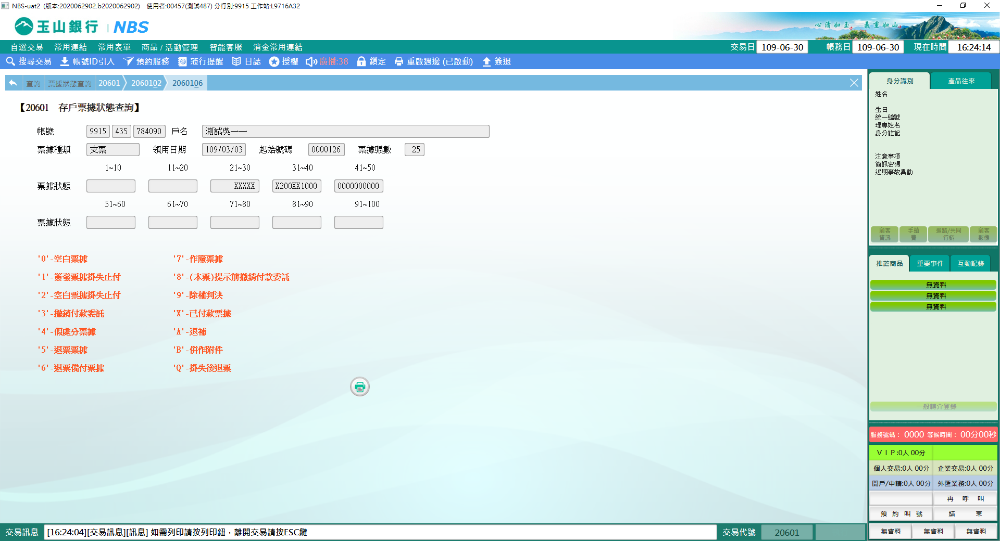 NBS-uat2 (版本:2020062902.b2020062902) 使用者:00457(測試487) 分行別:9915 工作站:L9716A32
玉山銀行 | NBS
心清如玉 義重如山
自選交易 常用連結 常用表單 商品 / 活動管理 智能客服 消金常用連結 交易日 109-06-30 帳務日 109-06-30 現在時間 16:24:14
搜尋交易 帳號ID引入 預約服務 蒞行提醒 日誌 授權 廣播:38 鎖定 重啟週邊 (已啟動) 簽退
查詢 票據狀態查詢 20601 2060102 2060106
【20601 存戶票據狀態查詢】
帳號 9915 435 784090 戶名 測試吳一一
票據種類 支票 領用日期 109/03/03 起始號碼 0000126 票據張數 25
1~10 11~20 21~30 31~40 41~50
票據狀態 XXXXX X200XX1000 0000000000
51~60 61~70 71~80 81~90 91~100
票據狀態
'0'-空白票據 '7'-作廢票據
'1'-簽發票據掛失止付 '8'-(本票)提示前撤銷付款委託
'2'-空白票據掛失止付 '9'-除權判決
'3'-撤銷付款委託 'X'-已付款票據
'4'-假處分票據 'A'-退補
'5'-退票票據 'B'-併作附件
'6'-退票備付票據 'Q'-掛失後退票
身分識別 產品往來
姓名
生日
統一編號
理專姓名
身分註記
注意事項
簡訊密碼
近期事故異動
顧客資訊 手續費 通路/共同行銷 顧客影像
推薦商品 重要事件 互動記錄
無資料
無資料
無資料
一般轉介登錄
服務號碼： 0000 等候時間： 00分00秒
ＶＩＰ:0人 00分
個人交易:0人 00分 企業交易:0人 00分
開戶/申請:0人 00分 外匯業務:0人 00分
再 呼 叫
預 約 叫 號 結 束
無資料 無資料 無資料
交易訊息 [16:24:04][交易訊息][訊息] 如需列印請按列印鈕，離開交易請按ESC鍵 交易代號 20601